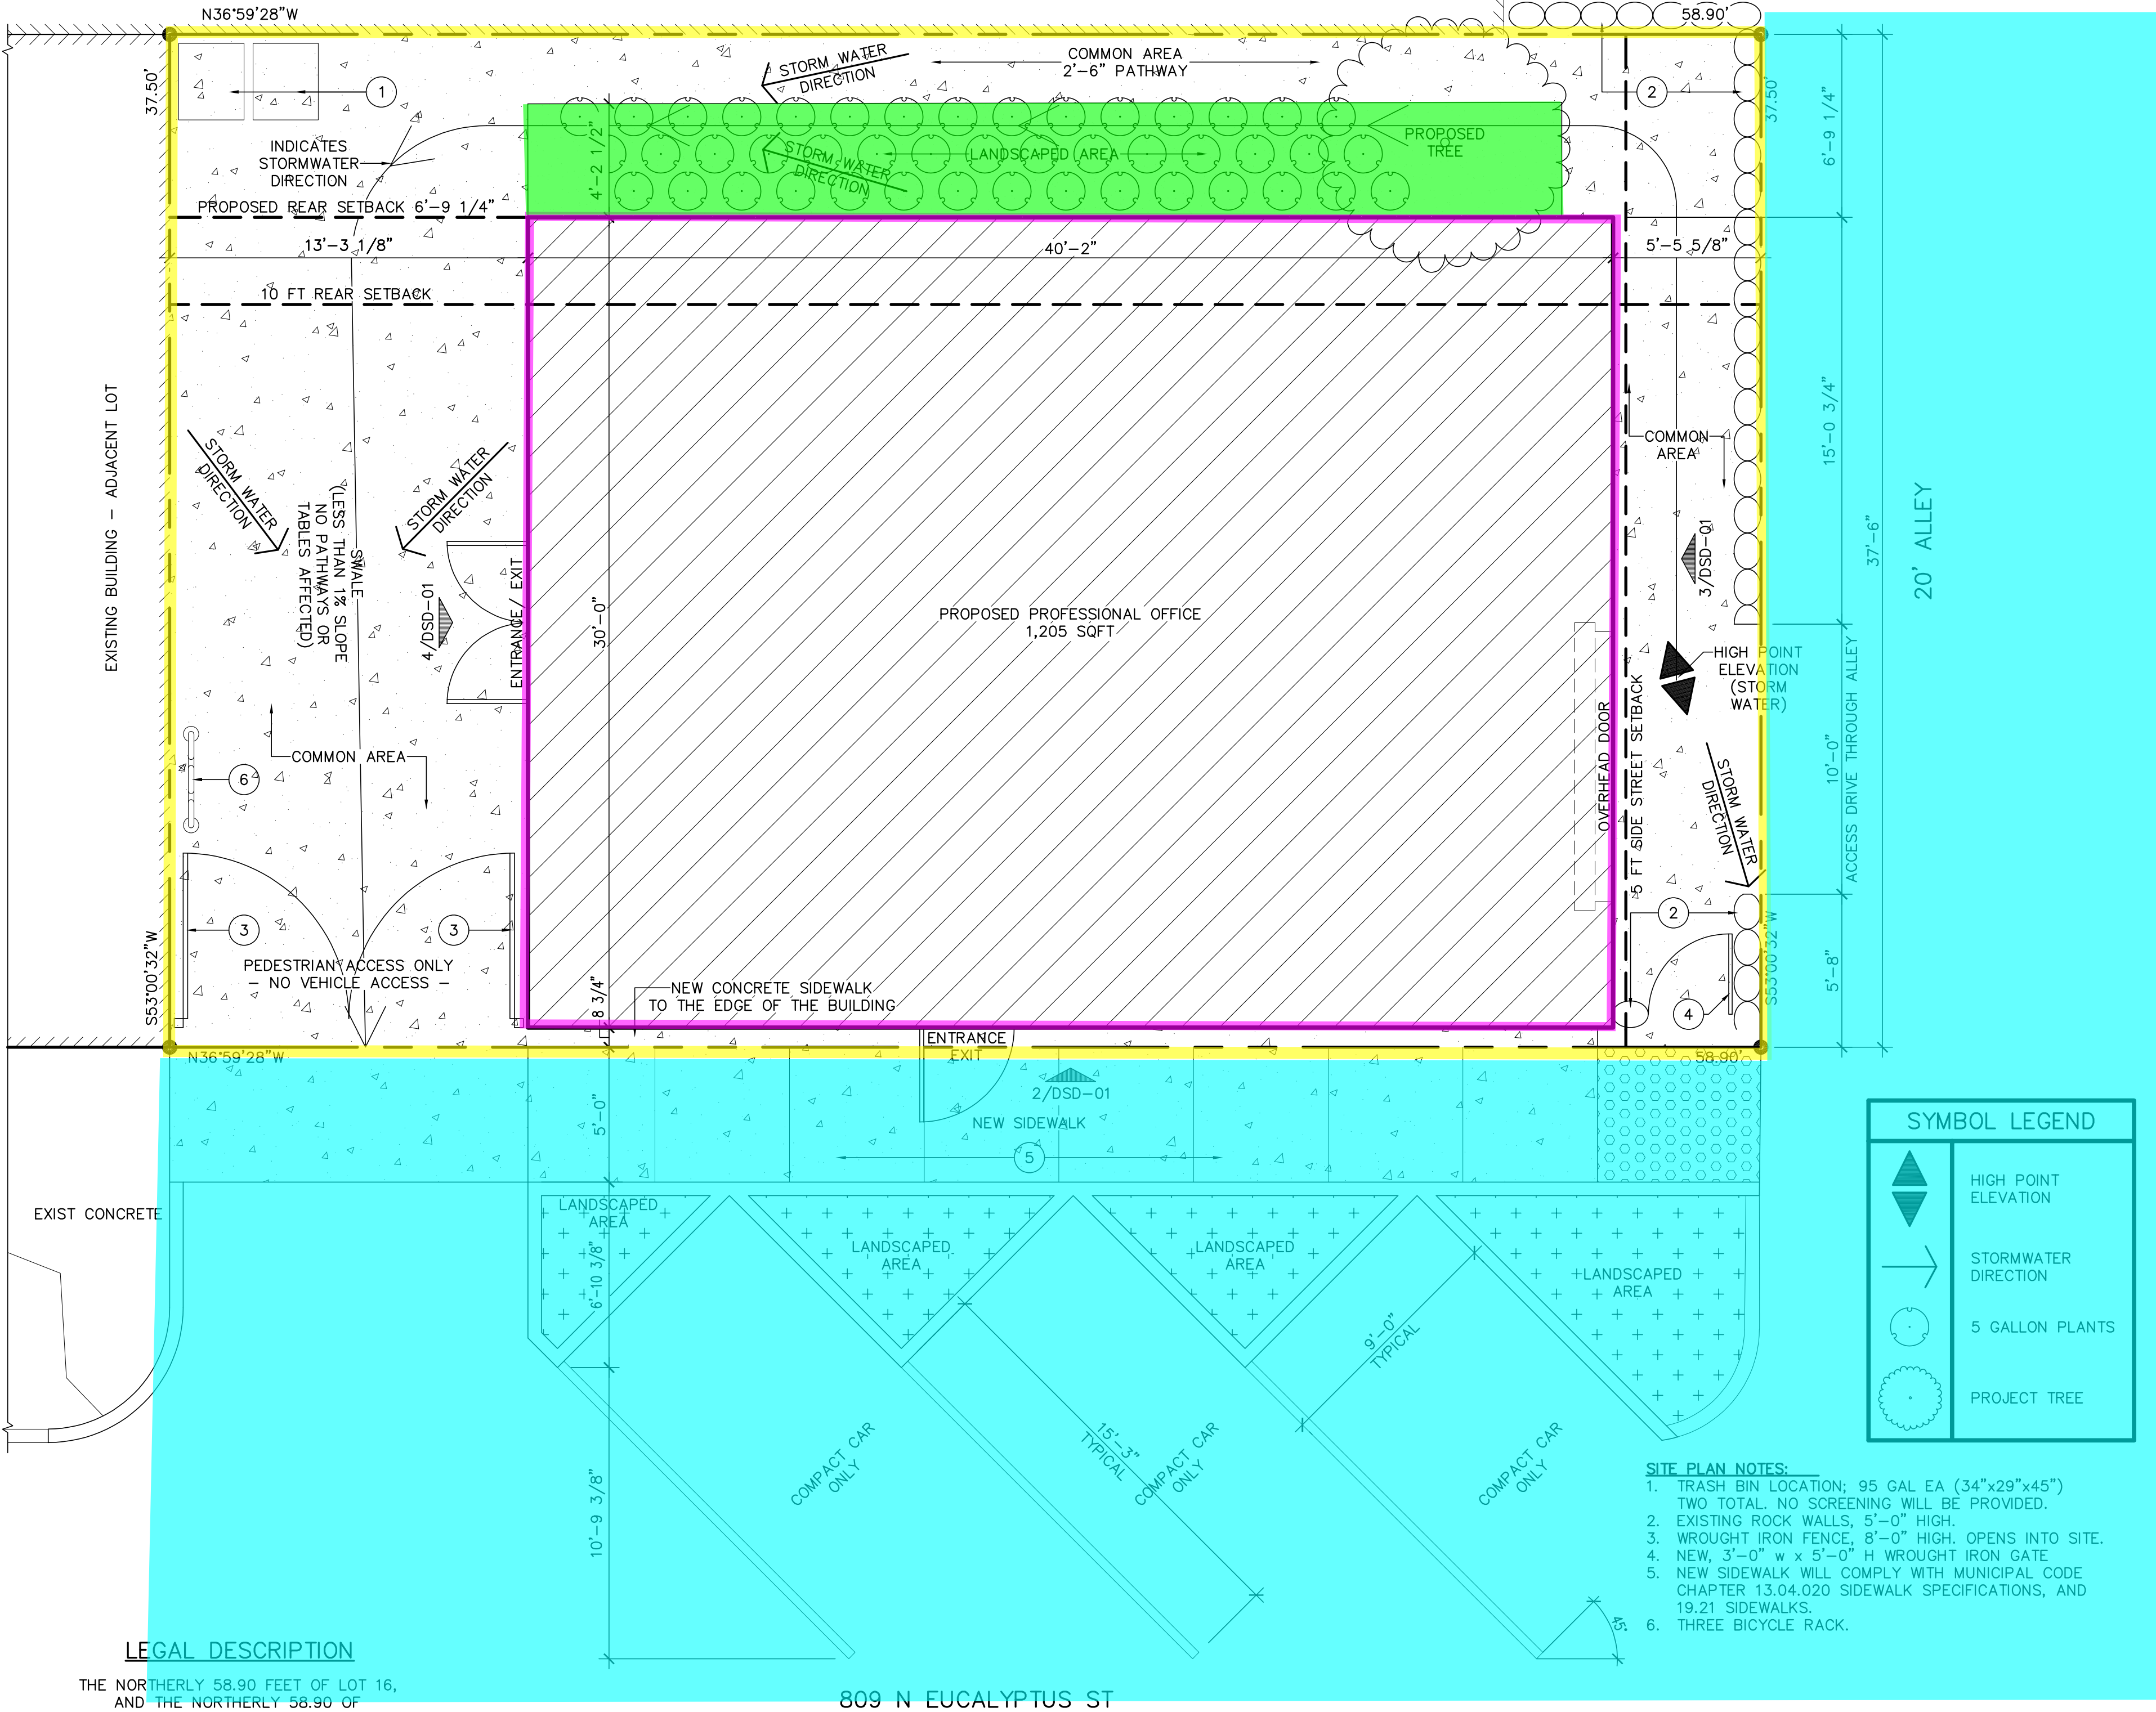 N36°59'28"W
58.90'
37.50'
37.50'
1
2
STORM WATER
DIRECTION
COMMON AREA
2'-6" PATHWAY
INDICATES
STORMWATER
DIRECTION
4'-2 1/2"
STORM WATER
DIRECTION
LANDSCAPED AREA
PROPOSED
TREE
6'-9 1/4"
PROPOSED REAR SETBACK 6'-9 1/4"
13'-3 1/8"
40'-2"
5'-5 5/8"
10 FT REAR SETBACK
EXISTING BUILDING - ADJACENT LOT
STORM WATER
DIRECTION
STORM WATER
DIRECTION
SWALE
(LESS THAN 1% SLOPE
NO PATHWAYS OR
TABLES AFFECTED)
4/DSD-01
ENTRANCE / EXIT
30'-0"
PROPOSED PROFESSIONAL OFFICE
1,205 SQFT
COMMON
AREA
3/DSD-01
15'-0 3/4"
37'-6"
20' ALLEY
HIGH POINT
ELEVATION
(STORM
WATER)
OVERHEAD DOOR
5 FT SIDE STREET SETBACK
10'-0"
ACCESS DRIVE THROUGH ALLEY
COMMON AREA
6
STORM WATER
DIRECTION
3
3
2
4
5'-8"
S53°00'32"W
S53°00'32"W
PEDESTRIAN ACCESS ONLY
- NO VEHICLE ACCESS -
8 3/4"
NEW CONCRETE SIDEWALK
TO THE EDGE OF THE BUILDING
N36°59'28"W
ENTRANCE
EXIT
58.90'
2/DSD-01
NEW SIDEWALK
5
5'-0"
EXIST CONCRETE
LANDSCAPED
AREA
LANDSCAPED
AREA
LANDSCAPED
AREA
LANDSCAPED
AREA
6'-10 3/8"
9'-0"
TYPICAL
15'-3"
TYPICAL
COMPACT CAR
ONLY
COMPACT CAR
ONLY
COMPACT CAR
ONLY
10'-9 3/8"
45°
SYMBOL LEGEND
HIGH POINT
ELEVATION
STORMWATER
DIRECTION
5 GALLON PLANTS
PROJECT TREE
SITE PLAN NOTES:
1. TRASH BIN LOCATION; 95 GAL EA (34"x29"x45")
TWO TOTAL. NO SCREENING WILL BE PROVIDED.
2. EXISTING ROCK WALLS, 5'-0" HIGH.
3. WROUGHT IRON FENCE, 8'-0" HIGH. OPENS INTO SITE.
4. NEW, 3'-0" w x 5'-0" H WROUGHT IRON GATE
5. NEW SIDEWALK WILL COMPLY WITH MUNICIPAL CODE
CHAPTER 13.04.020 SIDEWALK SPECIFICATIONS, AND
19.21 SIDEWALKS.
6. THREE BICYCLE RACK.
LEGAL DESCRIPTION
THE NORTHERLY 58.90 FEET OF LOT 16,
AND THE NORTHERLY 58.90 OF
809 N EUCALYPTUS ST